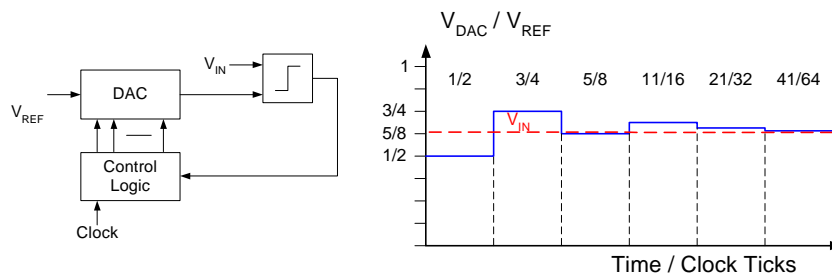 V_IN
DAC
V_REF
Control
Logic
Clock
V_DAC / V_REF
1
1/2 3/4 5/8 11/16 21/32 41/64
3/4
V_IN
5/8
1/2
Time / Clock Ticks